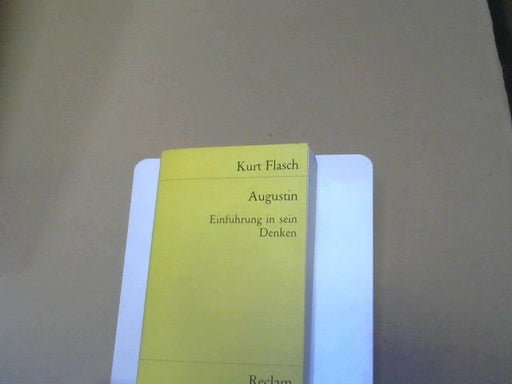 Kurt Flasch
Augustin
Einführung in sein
Denken
Reclam